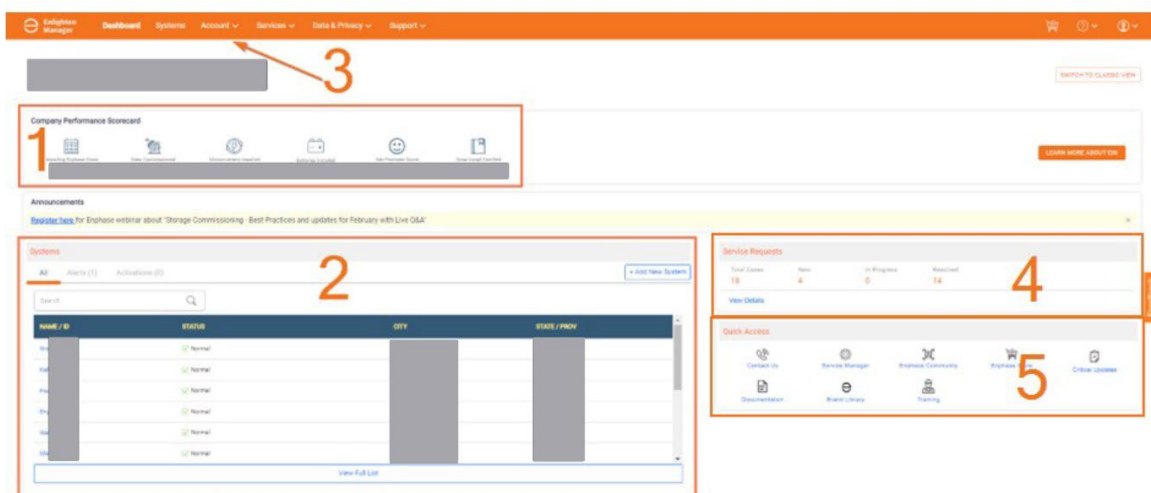 Enlighten Manager Dashboard Systems Account Services Data & Privacy Support
3
SWITCH TO CLASSIC VIEW
Company Performance Scorecard
1
LEARN MORE ABOUT EIN
Announcements
Register here for Enphase webinar about "Storage Commissioning - Best Practices and updates for February with Live Q&A"
Systems
2
All Alerts (1) Activations (0)
+ Add New System
Search
NAME / ID STATUS CITY STATE / PROV
Normal
Normal
Normal
Normal
Normal
Normal
View Full List
Service Requests
4
Total Cases New In Progress Resolved
18 4 0 14
View Details
Quick Access
5
Contact Us Service Manager Enphase Community Enphase Critical Updates
Documentation Brand Library Training